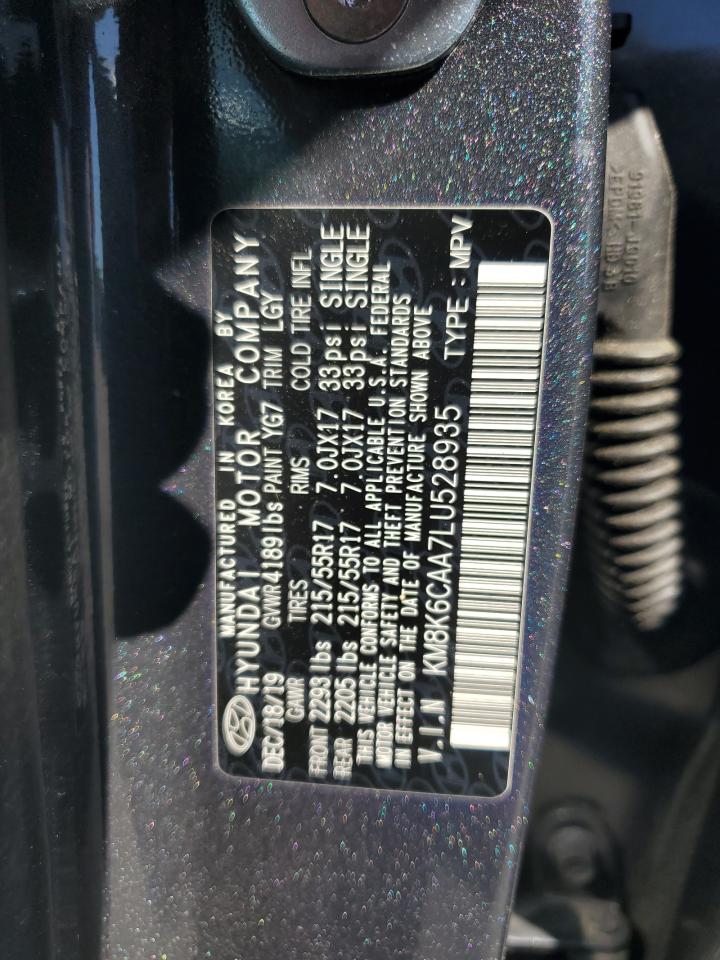 MANUFACTURED IN KOREA BY
HYUNDAI MOTOR COMPANY
DEC/18/19 GVWR 4189 lbs PAINT YG7 TRIM LGY
GAWR TIRES RIMS COLD TIRE INFL
FRONT 2293 lbs 215/55R17 7.0JX17 33psi SINGLE
REAR 2205 lbs 215/55R17 7.0JX17 33psi: SINGLE
THIS VEHICLE CONFORMS TO ALL APPLICABLE U.S.A. FEDERAL
MOTOR VEHICLE SAFETY AND THEFT PREVENTION STANDARDS
IN EFFECT ON THE DATE OF MANUFACTURE SHOWN ABOVE
V.I.N KM8K6CAA7LU528935 TYPE : MPV